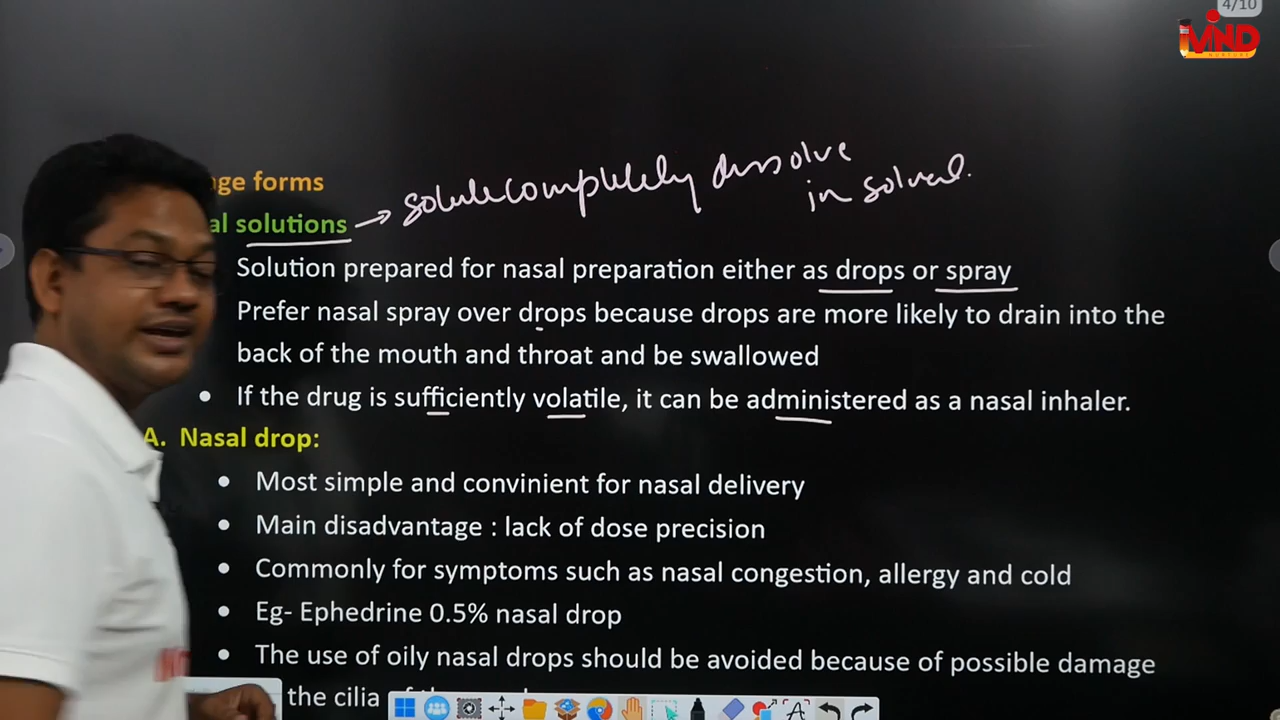 4/10
MIND
age forms
solute completely dissolve
in solvent.
al solutions
Solution prepared for nasal preparation either as drops or spray
Prefer nasal spray over drops because drops are more likely to drain into the
back of the mouth and throat and be swallowed
• If the drug is sufficiently volatile, it can be administered as a nasal inhaler.
A. Nasal drop:
• Most simple and convinient for nasal delivery
• Main disadvantage : lack of dose precision
• Commonly for symptoms such as nasal congestion, allergy and cold
• Eg- Ephedrine 0.5% nasal drop
• The use of oily nasal drops should be avoided because of possible damage
the cilia